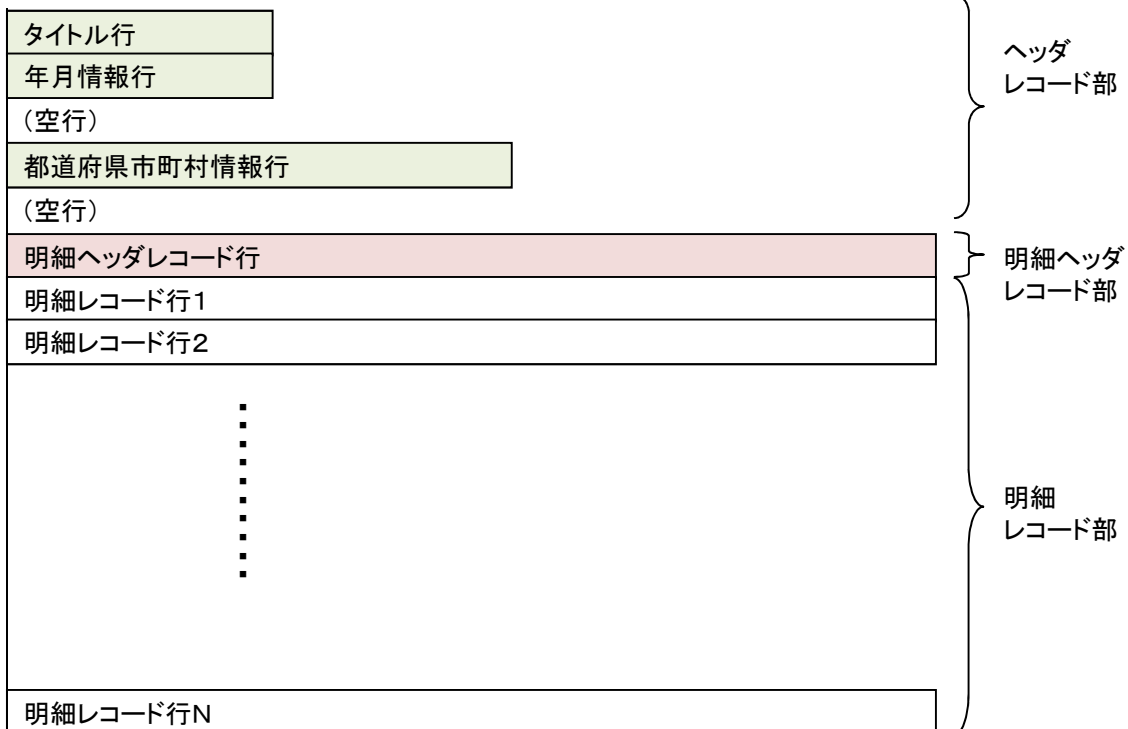 タイトル行
年月情報行
(空行)
都道府県市町村情報行
(空行)
明細ヘッダレコード行
明細レコード行1
明細レコード行2
明細レコード行N
ヘッダ
レコード部
明細ヘッダ
レコード部
明細
レコード部